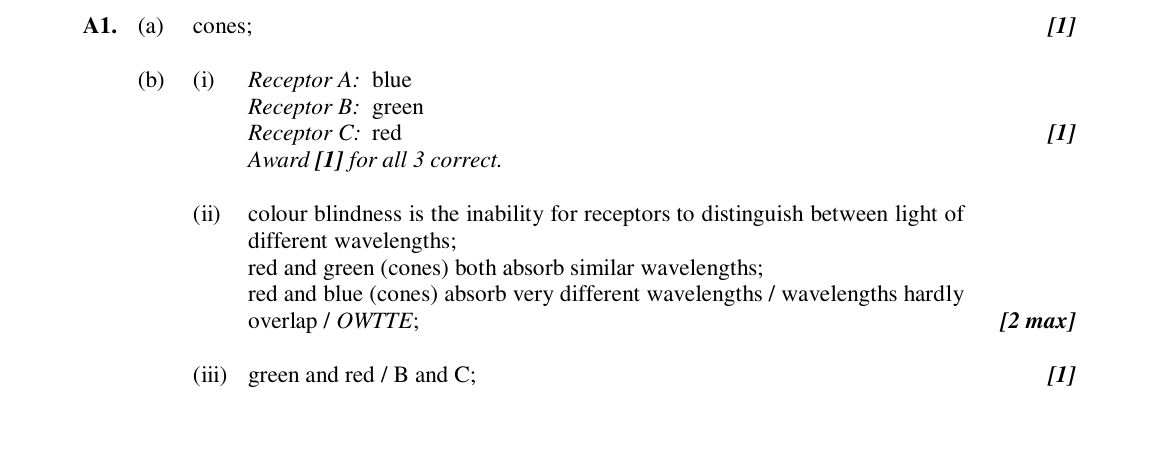 A1. (a) cones; [1]
(b) (i) Receptor A: blue
Receptor B: green
Receptor C: red [1]
Award [1] for all 3 correct.
(ii) colour blindness is the inability for receptors to distinguish between light of
different wavelengths;
red and green (cones) both absorb similar wavelengths;
red and blue (cones) absorb very different wavelengths / wavelengths hardly
overlap / OWTTE; [2 max]
(iii) green and red / B and C; [1]